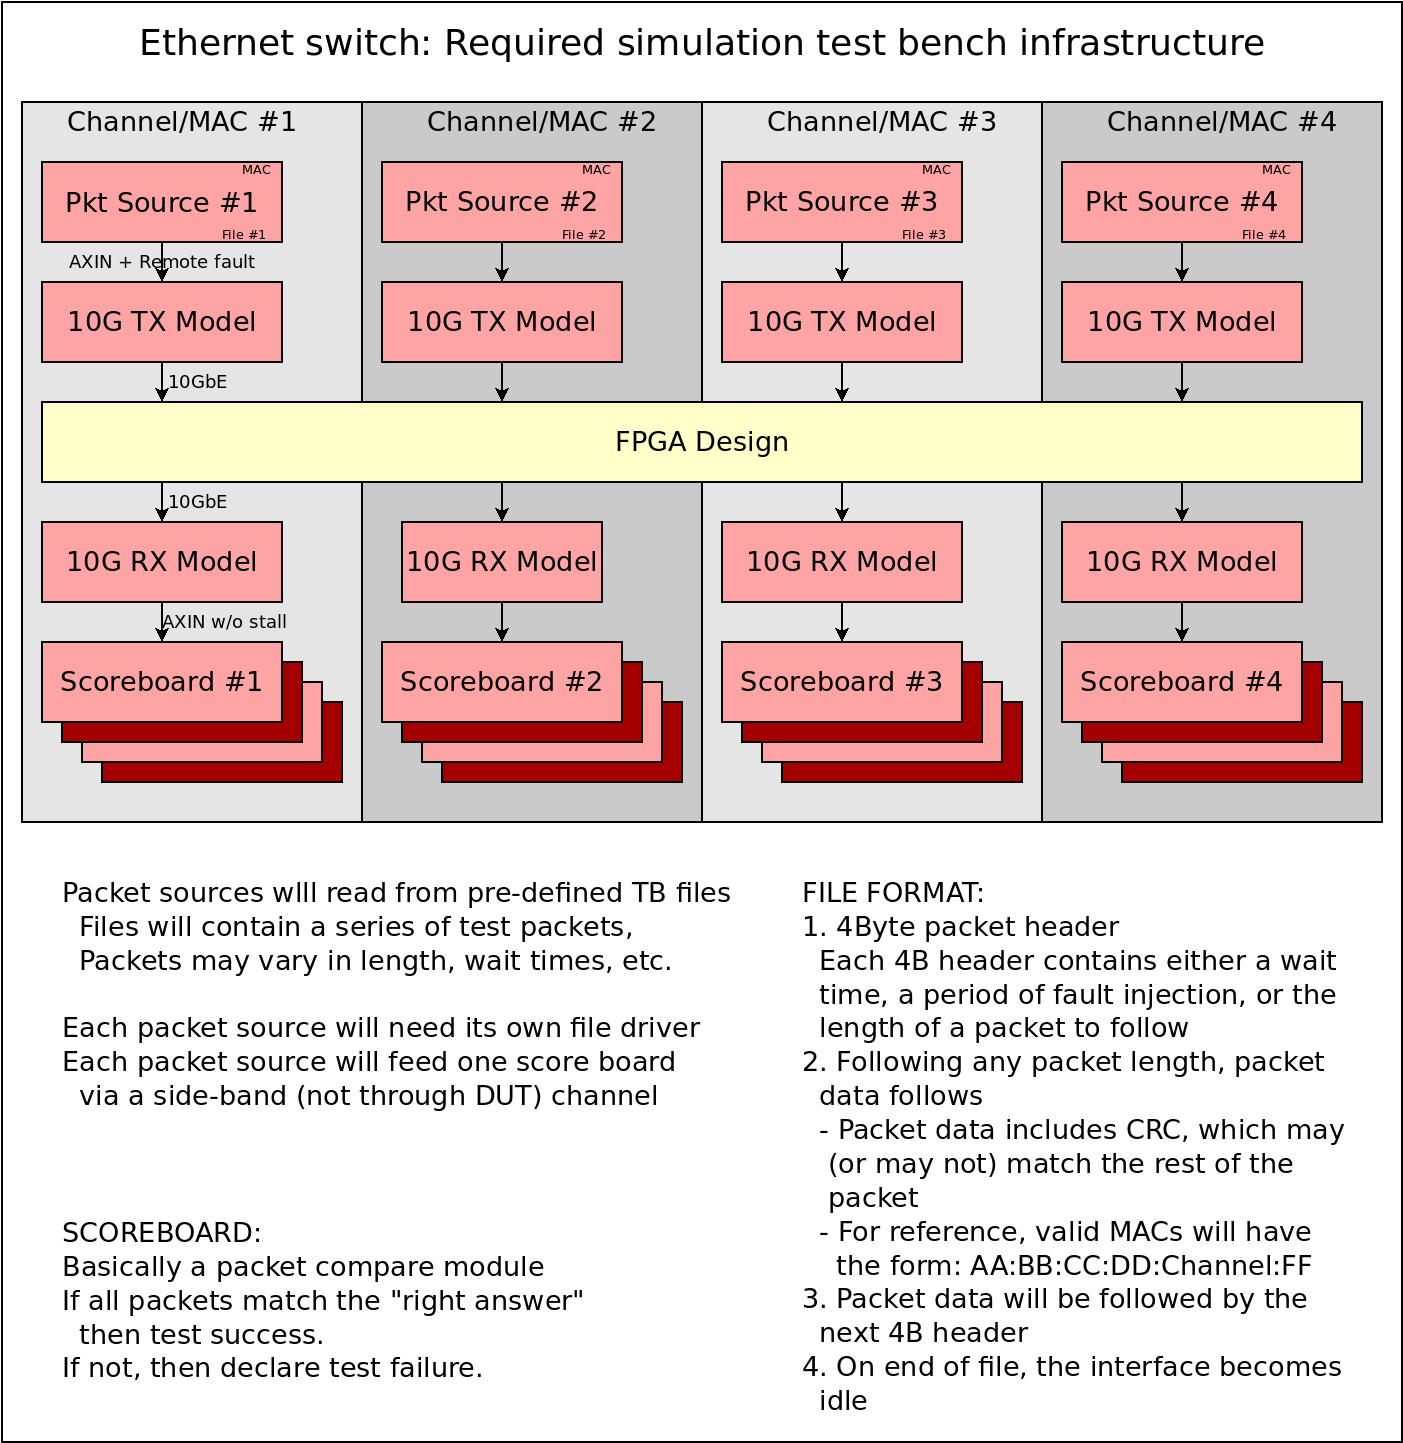 Ethernet switch: Required simulation test bench infrastructure
Channel/MAC #1
Channel/MAC #2
Channel/MAC #3
Channel/MAC #4
MAC
Pkt Source #1
File #1
MAC
Pkt Source #2
File #2
MAC
Pkt Source #3
File #3
MAC
Pkt Source #4
File #4
AXIN + Remote fault
10G TX Model
10G TX Model
10G TX Model
10G TX Model
10GbE
FPGA Design
10GbE
10G RX Model
10G RX Model
10G RX Model
10G RX Model
AXIN w/o stall
Scoreboard #1
Scoreboard #2
Scoreboard #3
Scoreboard #4
Packet sources wlll read from pre-defined TB files
Files will contain a series of test packets,
Packets may vary in length, wait times, etc.
Each packet source will need its own file driver
Each packet source will feed one score board
via a side-band (not through DUT) channel
SCOREBOARD:
Basically a packet compare module
If all packets match the "right answer"
then test success.
If not, then declare test failure.
FILE FORMAT:
1. 4Byte packet header
Each 4B header contains either a wait
time, a period of fault injection, or the
length of a packet to follow
2. Following any packet length, packet
data follows
- Packet data includes CRC, which may
(or may not) match the rest of the
packet
- For reference, valid MACs will have
the form: AA:BB:CC:DD:Channel:FF
3. Packet data will be followed by the
next 4B header
4. On end of file, the interface becomes
idle